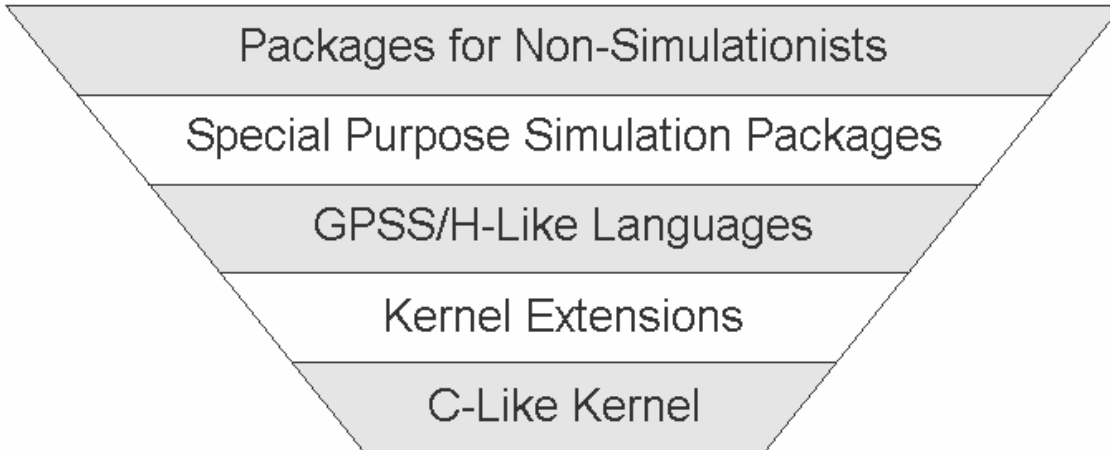 Packages for Non-Simulationists
Special Purpose Simulation Packages
GPSS/H-Like Languages
Kernel Extensions
C-Like Kernel